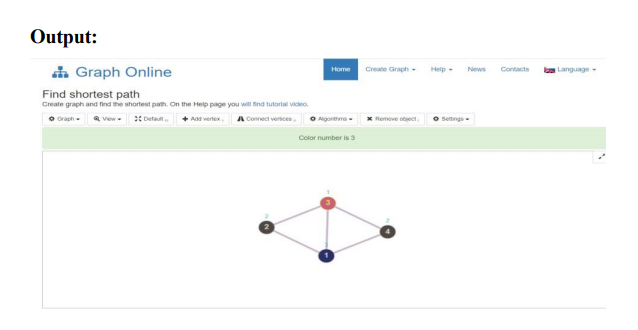 Output:
Graph Online
Home Create Graph Help News Contacts Language
Find shortest path
Create graph and find the shortest path. On the Help page you will find tutorial video.
Graph View Default Add vertex Connect vertices Algorithms Remove object Settings
Color number is 3
1
3
2
2
2
4
1